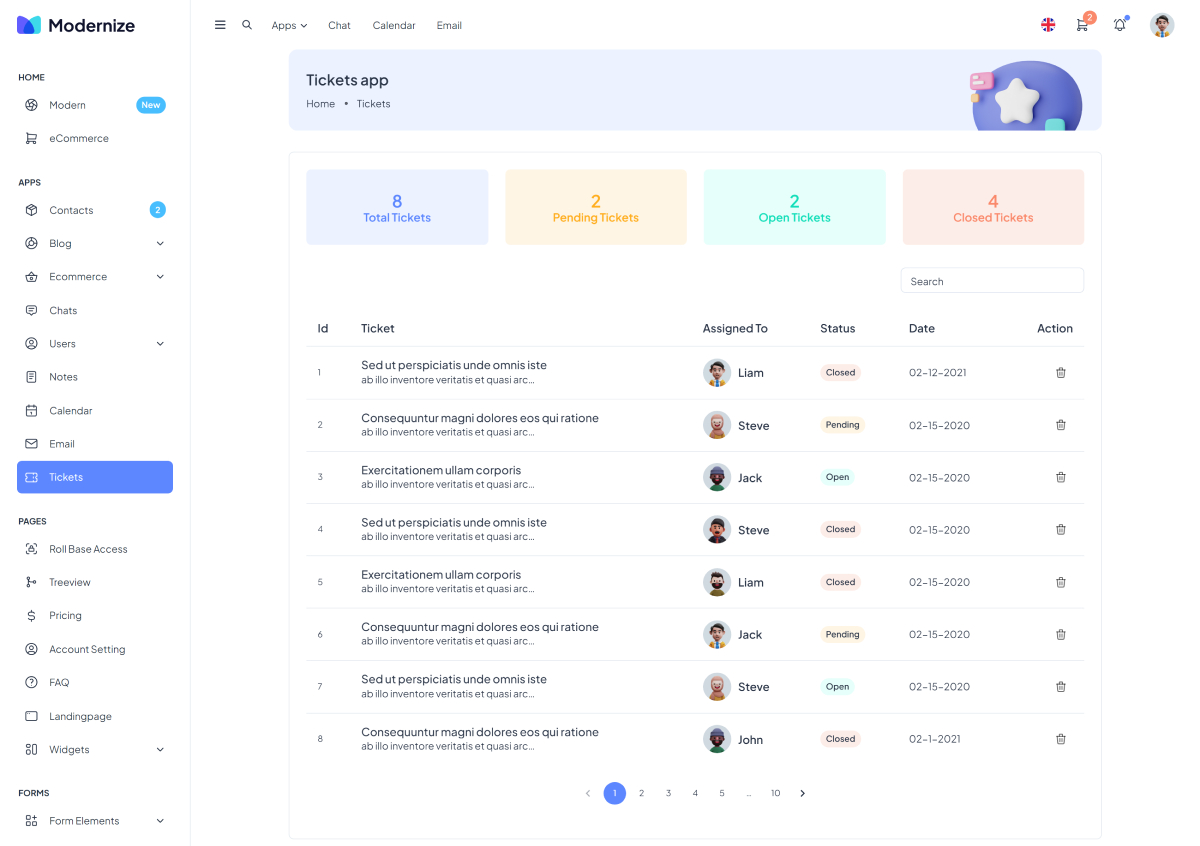 Modernize
Apps Chat Calendar Email
2
HOME
Modern New
eCommerce
APPS
Contacts 2
Blog
Ecommerce
Chats
Users
Notes
Calendar
Email
Tickets
PAGES
Roll Base Access
Treeview
Pricing
Account Setting
FAQ
Landingpage
Widgets
FORMS
Form Elements
Tickets app
Home • Tickets
8
Total Tickets
2
Pending Tickets
2
Open Tickets
4
Closed Tickets
Search
Id Ticket Assigned To Status Date Action
1 Sed ut perspiciatis unde omnis iste Liam Closed 02-12-2021
ab illo inventore veritatis et quasi arc...
2 Consequuntur magni dolores eos qui ratione Steve Pending 02-15-2020
ab illo inventore veritatis et quasi arc...
3 Exercitationem ullam corporis Jack Open 02-15-2020
ab illo inventore veritatis et quasi arc...
4 Sed ut perspiciatis unde omnis iste Steve Closed 02-15-2020
ab illo inventore veritatis et quasi arc...
5 Exercitationem ullam corporis Liam Closed 02-15-2020
ab illo inventore veritatis et quasi arc...
6 Consequuntur magni dolores eos qui ratione Jack Pending 02-15-2020
ab illo inventore veritatis et quasi arc...
7 Sed ut perspiciatis unde omnis iste Steve Open 02-15-2020
ab illo inventore veritatis et quasi arc...
8 Consequuntur magni dolores eos qui ratione John Closed 02-1-2021
ab illo inventore veritatis et quasi arc...
1 2 3 4 5 ... 10